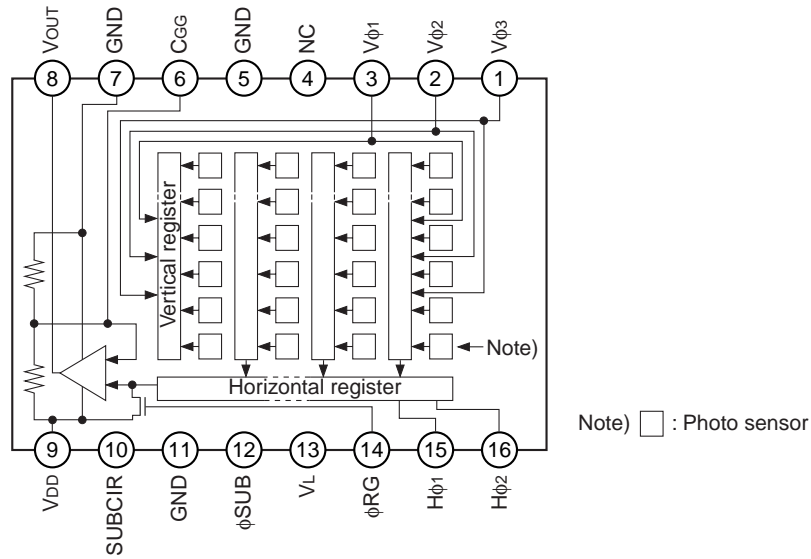 VOUT
GND
CGG
GND
NC
Vϕ1
Vϕ2
Vϕ3
8
7
6
5
4
3
2
1
Vertical register
Note)
Horizontal register
Note) : Photo sensor
9
10
11
12
13
14
15
16
VDD
SUBCIR
GND
ϕSUB
VL
ϕRG
Hϕ1
Hϕ2